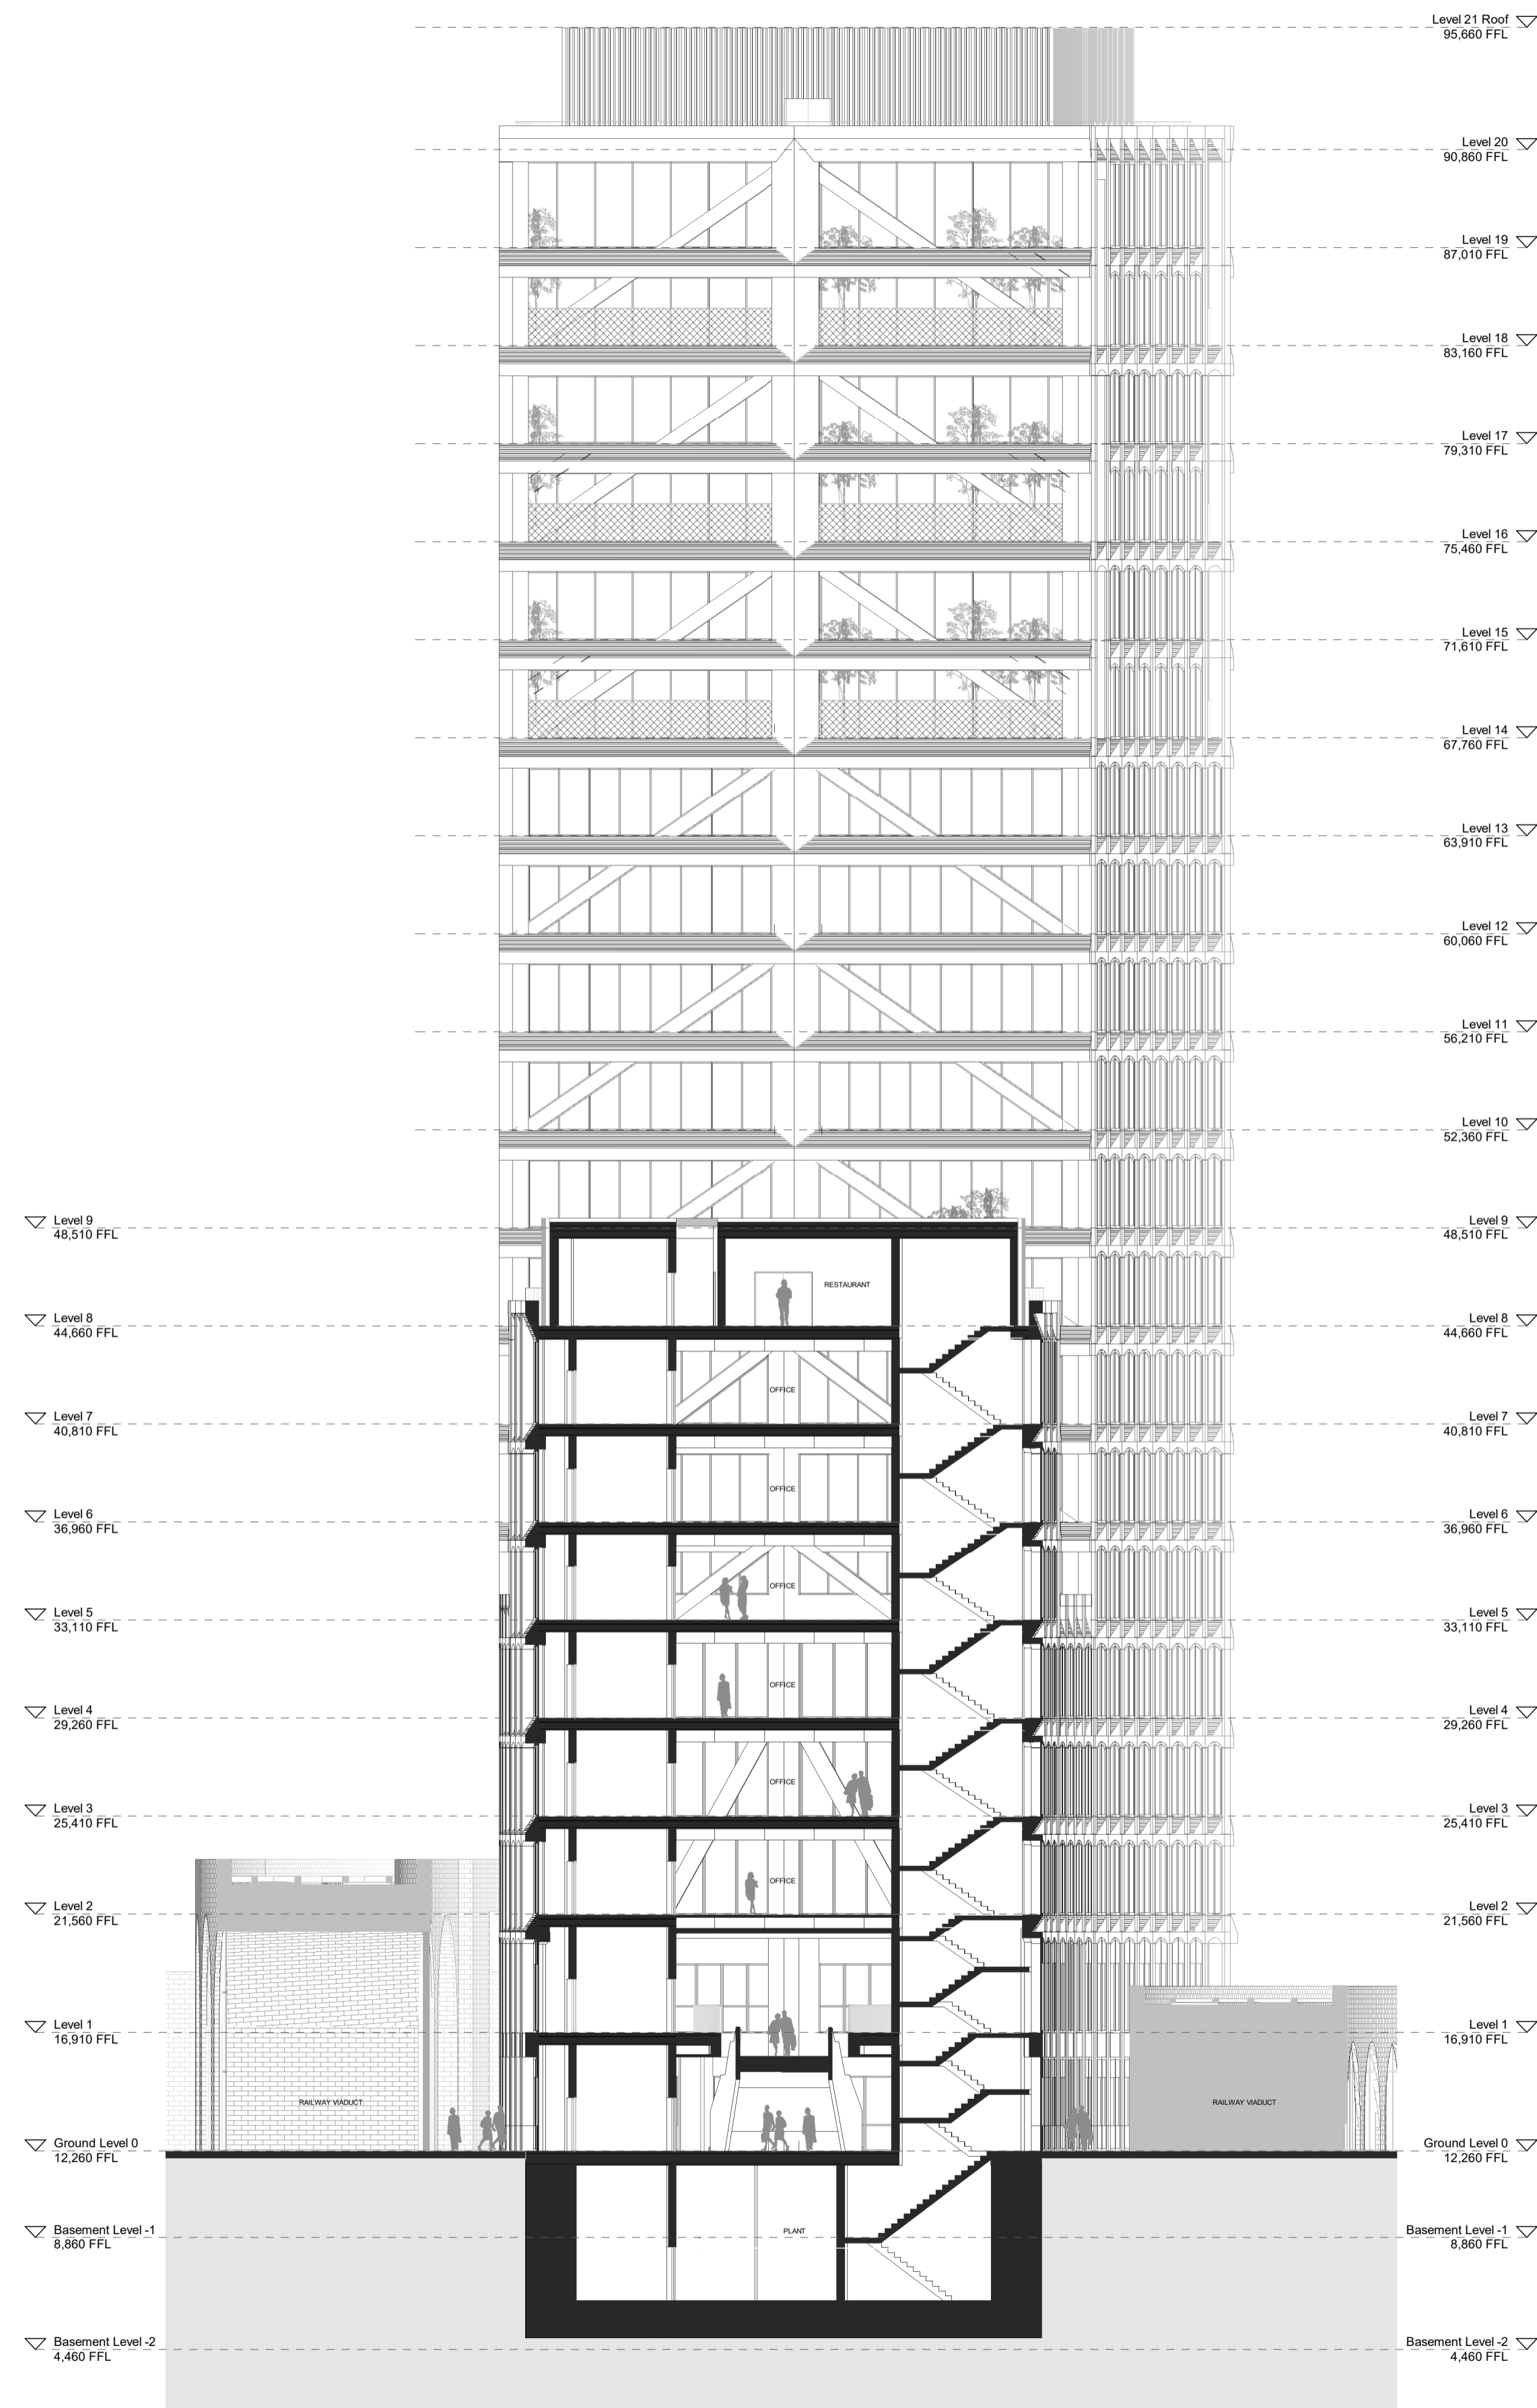 Level 21 Roof
95,660 FFL
Level 20
90,860 FFL
Level 19
87,010 FFL
Level 18
83,160 FFL
Level 17
79,310 FFL
Level 16
75,460 FFL
Level 15
71,610 FFL
Level 14
67,760 FFL
Level 13
63,910 FFL
Level 12
60,060 FFL
Level 11
56,210 FFL
Level 10
52,360 FFL
Level 9
48,510 FFL
Level 9
48,510 FFL
RESTAURANT
Level 8
44,660 FFL
Level 8
44,660 FFL
OFFICE
Level 7
40,810 FFL
Level 7
40,810 FFL
OFFICE
Level 6
36,960 FFL
Level 6
36,960 FFL
OFFICE
Level 5
33,110 FFL
Level 5
33,110 FFL
OFFICE
Level 4
29,260 FFL
Level 4
29,260 FFL
OFFICE
Level 3
25,410 FFL
Level 3
25,410 FFL
OFFICE
Level 2
21,560 FFL
Level 2
21,560 FFL
Level 1
16,910 FFL
Level 1
16,910 FFL
RAILWAY VIADUCT
RAILWAY VIADUCT
Ground Level 0
12,260 FFL
Ground Level 0
12,260 FFL
PLANT
Basement Level -1
8,860 FFL
Basement Level -1
8,860 FFL
Basement Level -2
4,460 FFL
Basement Level -2
4,460 FFL